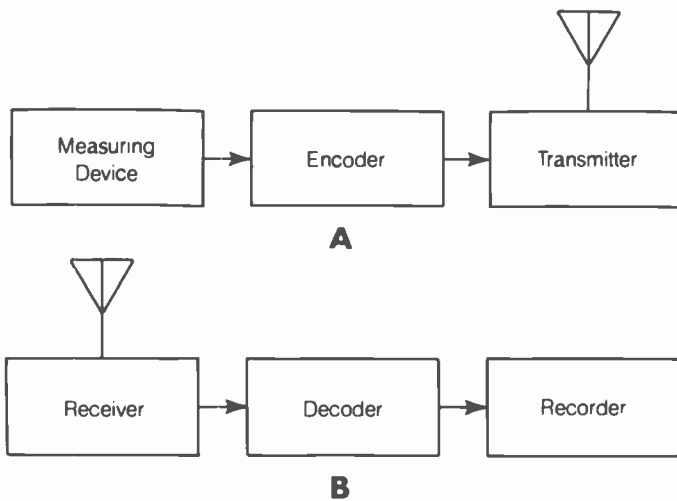 Measuring
Device
Encoder
Transmitter
A
Receiver
Decoder
Recorder
B